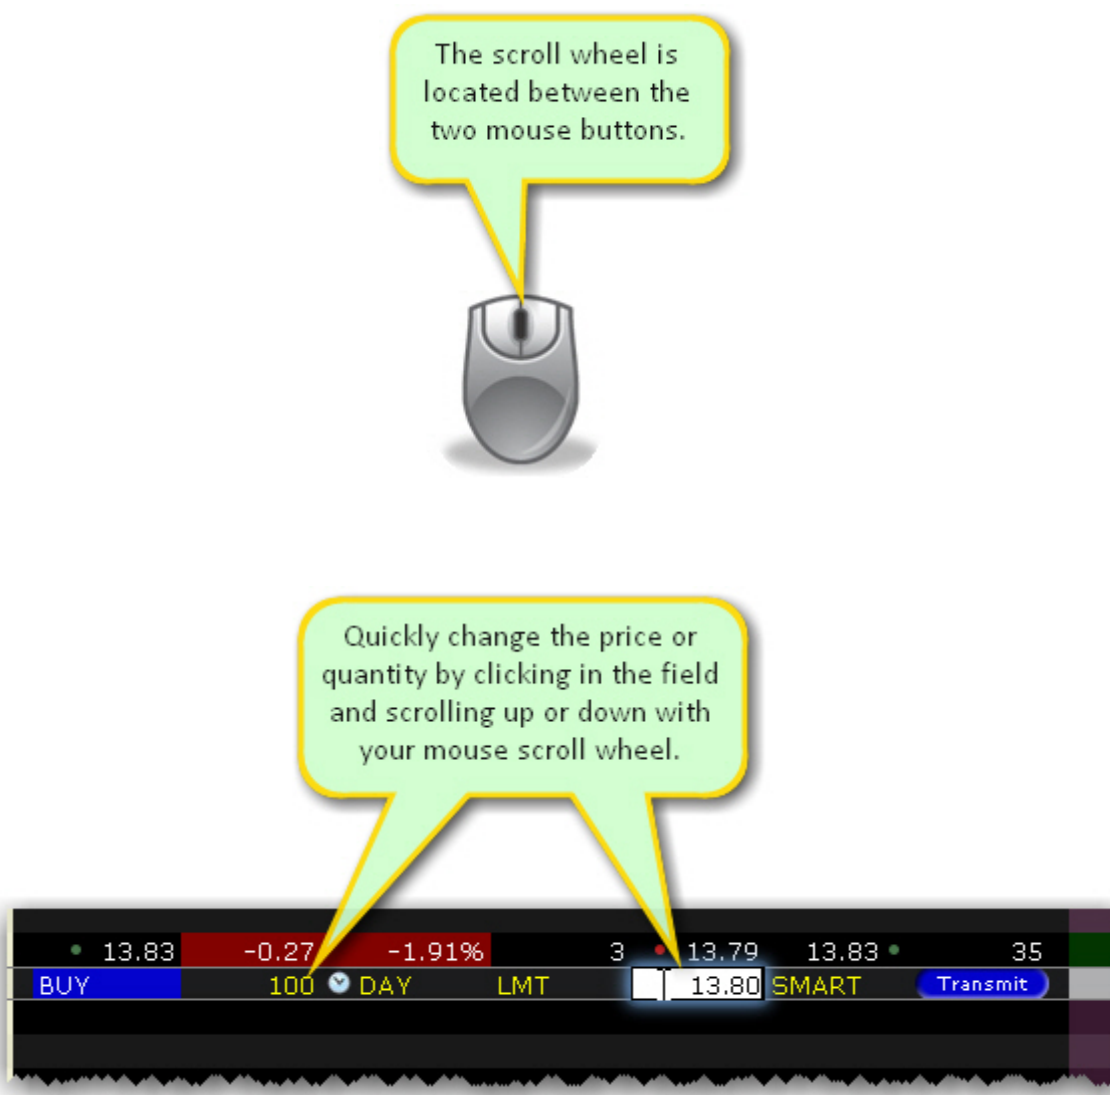 The scroll wheel is
located between the
two mouse buttons.
Quickly change the price or
quantity by clicking in the field
and scrolling up or down with
your mouse scroll wheel.
13.83 -0.27 -1.91% 3 13.79 13.83 35
BUY 100 DAY LMT 13.80 SMART Transmit